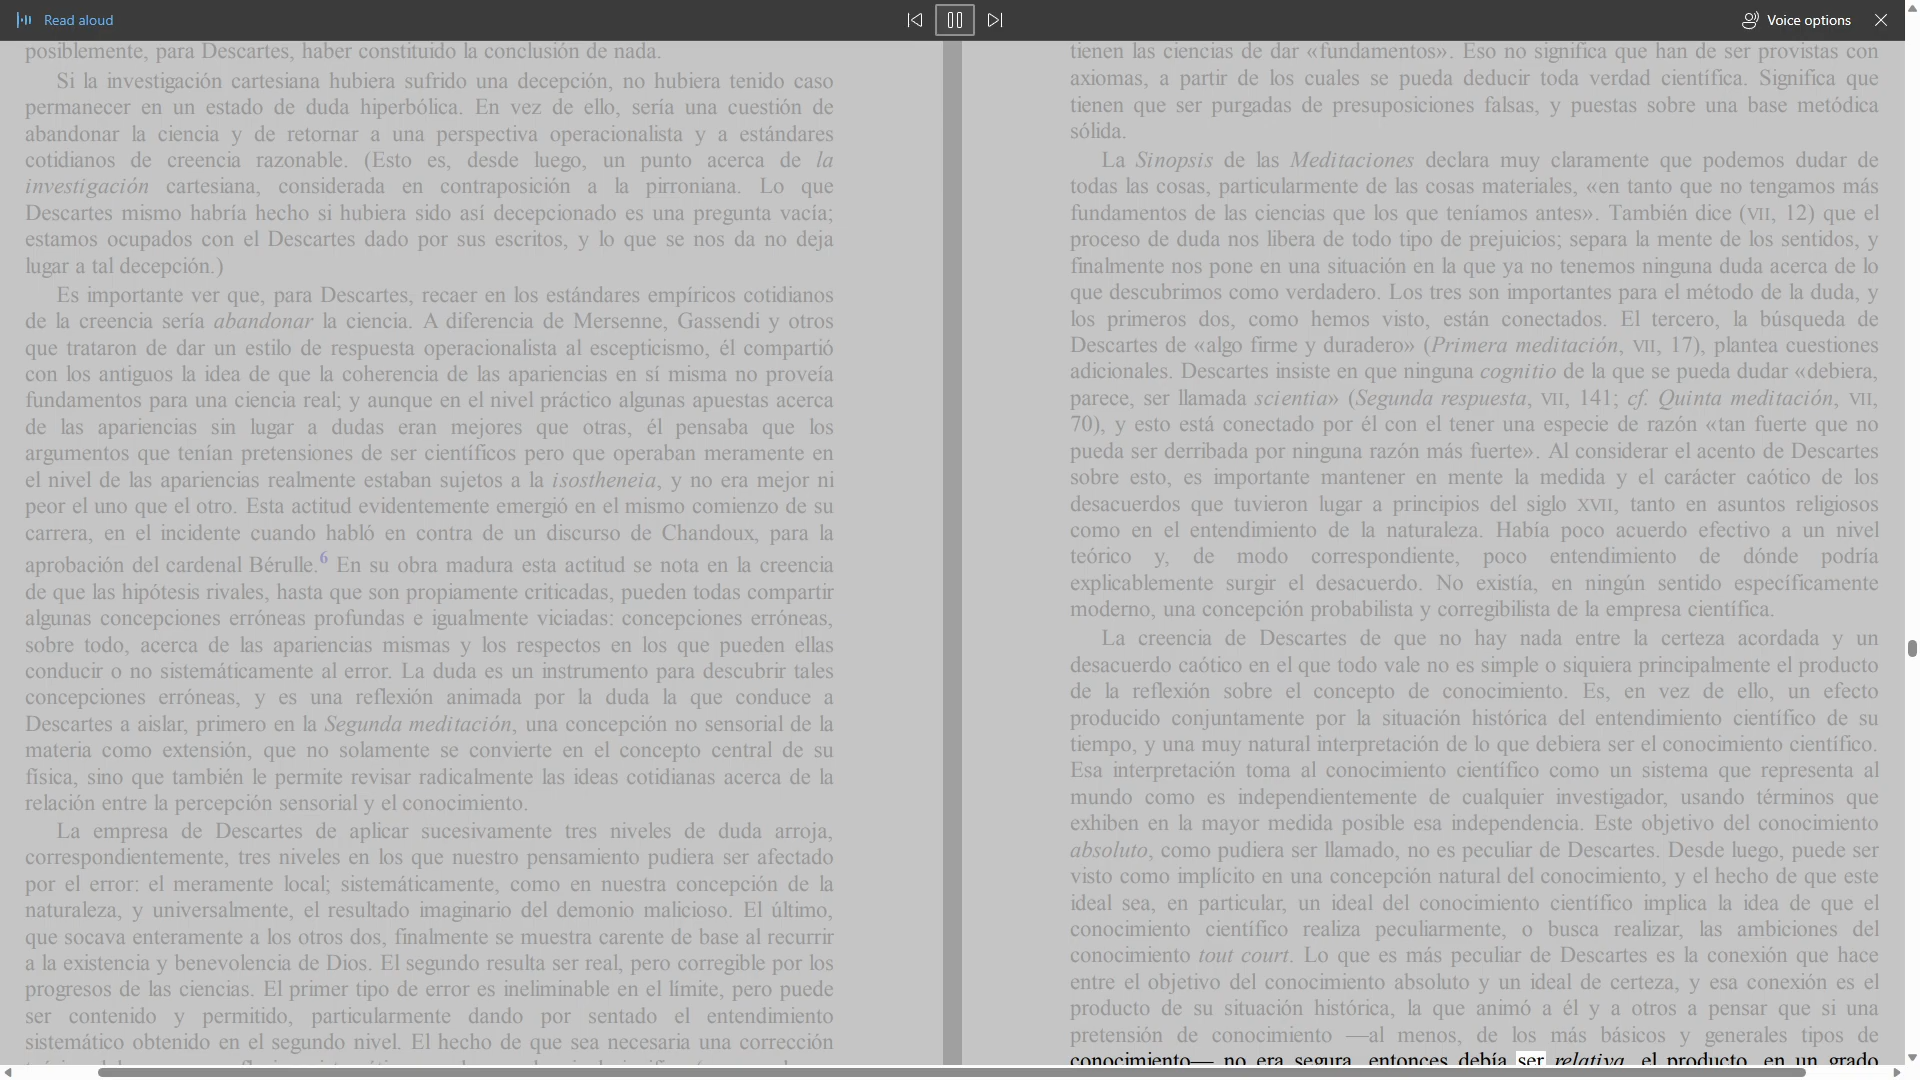 Read aloud
Voice options
posiblemente, para Descartes, haber constituido la conclusión de nada.
Si la investigación cartesiana hubiera sufrido una decepción, no hubiera tenido caso
permanecer en un estado de duda hiperbólica. En vez de ello, sería una cuestión de
abandonar la ciencia y de retornar a una perspectiva operacionalista y a estándares
cotidianos de creencia razonable. (Esto es, desde luego, un punto acerca de la
investigación cartesiana, considerada en contraposición a la pirroniana. Lo que
Descartes mismo habría hecho si hubiera sido así decepcionado es una pregunta vacía;
estamos ocupados con el Descartes dado por sus escritos, y lo que se nos da no deja
lugar a tal decepción.)
Es importante ver que, para Descartes, recaer en los estándares empíricos cotidianos
de la creencia sería abandonar la ciencia. A diferencia de Mersenne, Gassendi y otros
que trataron de dar un estilo de respuesta operacionalista al escepticismo, él compartió
con los antiguos la idea de que la coherencia de las apariencias en sí misma no proveía
fundamentos para una ciencia real; y aunque en el nivel práctico algunas apuestas acerca
de las apariencias sin lugar a dudas eran mejores que otras, él pensaba que los
argumentos que tenían pretensiones de ser científicos pero que operaban meramente en
el nivel de las apariencias realmente estaban sujetos a la isostheneia, y no era mejor ni
peor el uno que el otro. Esta actitud evidentemente emergió en el mismo comienzo de su
carrera, en el incidente cuando habló en contra de un discurso de Chandoux, para la
aprobación del cardenal Bérulle.6 En su obra madura esta actitud se nota en la creencia
de que las hipótesis rivales, hasta que son propiamente criticadas, pueden todas compartir
algunas concepciones erróneas profundas e igualmente viciadas: concepciones erróneas,
sobre todo, acerca de las apariencias mismas y los respectos en los que pueden ellas
conducir o no sistemáticamente al error. La duda es un instrumento para descubrir tales
concepciones erróneas, y es una reflexión animada por la duda la que conduce a
Descartes a aislar, primero en la Segunda meditación, una concepción no sensorial de la
materia como extensión, que no solamente se convierte en el concepto central de su
física, sino que también le permite revisar radicalmente las ideas cotidianas acerca de la
relación entre la percepción sensorial y el conocimiento.
La empresa de Descartes de aplicar sucesivamente tres niveles de duda arroja,
correspondientemente, tres niveles en los que nuestro pensamiento pudiera ser afectado
por el error: el meramente local; sistemáticamente, como en nuestra concepción de la
naturaleza, y universalmente, el resultado imaginario del demonio malicioso. El último,
que socava enteramente a los otros dos, finalmente se muestra carente de base al recurrir
a la existencia y benevolencia de Dios. El segundo resulta ser real, pero corregible por los
progresos de las ciencias. El primer tipo de error es ineliminable en el límite, pero puede
ser contenido y permitido, particularmente dando por sentado el entendimiento
sistemático obtenido en el segundo nivel. El hecho de que sea necesaria una corrección
tienen las ciencias de dar «fundamentos». Eso no significa que han de ser provistas con
axiomas, a partir de los cuales se pueda deducir toda verdad científica. Significa que
tienen que ser purgadas de presuposiciones falsas, y puestas sobre una base metódica
sólida.
La Sinopsis de las Meditaciones declara muy claramente que podemos dudar de
todas las cosas, particularmente de las cosas materiales, «en tanto que no tengamos más
fundamentos de las ciencias que los que teníamos antes». También dice (VII, 12) que el
proceso de duda nos libera de todo tipo de prejuicios; separa la mente de los sentidos, y
finalmente nos pone en una situación en la que ya no tenemos ninguna duda acerca de lo
que descubrimos como verdadero. Los tres son importantes para el método de la duda, y
los primeros dos, como hemos visto, están conectados. El tercero, la búsqueda de
Descartes de «algo firme y duradero» (Primera meditación, VII, 17), plantea cuestiones
adicionales. Descartes insiste en que ninguna cognitio de la que se pueda dudar «debiera,
parece, ser llamada scientia» (Segunda respuesta, VII, 141; cf. Quinta meditación, VII,
70), y esto está conectado por él con el tener una especie de razón «tan fuerte que no
pueda ser derribada por ninguna razón más fuerte». Al considerar el acento de Descartes
sobre esto, es importante mantener en mente la medida y el carácter caótico de los
desacuerdos que tuvieron lugar a principios del siglo XVII, tanto en asuntos religiosos
como en el entendimiento de la naturaleza. Había poco acuerdo efectivo a un nivel
teórico y, de modo correspondiente, poco entendimiento de dónde podría
explicablemente surgir el desacuerdo. No existía, en ningún sentido específicamente
moderno, una concepción probabilista y corregibilista de la empresa científica.
La creencia de Descartes de que no hay nada entre la certeza acordada y un
desacuerdo caótico en el que todo vale no es simple o siquiera principalmente el producto
de la reflexión sobre el concepto de conocimiento. Es, en vez de ello, un efecto
producido conjuntamente por la situación histórica del entendimiento científico de su
tiempo, y una muy natural interpretación de lo que debiera ser el conocimiento científico.
Esa interpretación toma al conocimiento científico como un sistema que representa al
mundo como es independientemente de cualquier investigador, usando términos que
exhiben en la mayor medida posible esa independencia. Este objetivo del conocimiento
absoluto, como pudiera ser llamado, no es peculiar de Descartes. Desde luego, puede ser
visto como implícito en una concepción natural del conocimiento, y el hecho de que este
ideal sea, en particular, un ideal del conocimiento científico implica la idea de que el
conocimiento científico realiza peculiarmente, o busca realizar, las ambiciones del
conocimiento tout court. Lo que es más peculiar de Descartes es la conexión que hace
entre el objetivo del conocimiento absoluto y un ideal de certeza, y esa conexión es el
producto de su situación histórica, la que animó a él y a otros a pensar que si una
pretensión de conocimiento —al menos, de los más básicos y generales tipos de
conocimiento— no era segura, entonces debía ser relativa, el producto, en un grado